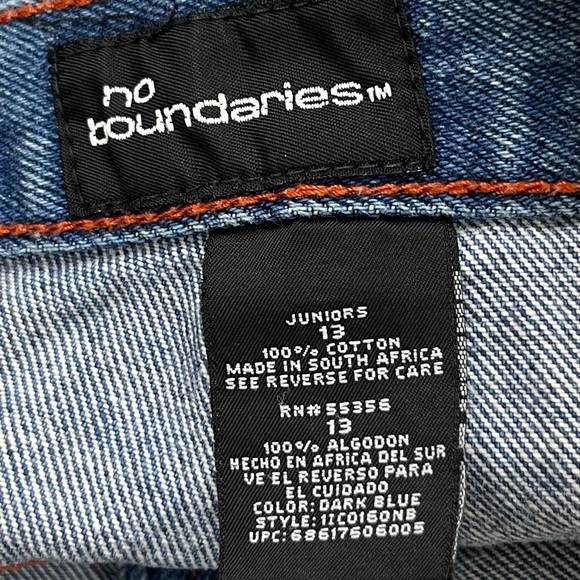 no
boundaries™
JUNIORS
13
100% COTTON
MADE IN SOUTH AFRICA
SEE REVERSE FOR CARE
RN# 55356
13
100% ALGODON
HECHO EN AFRICA DEL SUR
VE EL REVERSO PARA
EL CUIDADO
COLOR: DARK BLUE
STYLE: 1IC0160NB
UPC: 68617606005